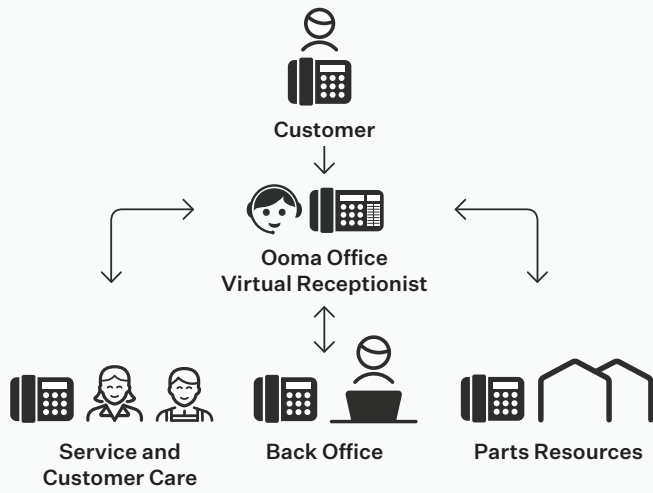 Customer
Ooma Office
Virtual Receptionist
Service and
Customer Care
Back Office
Parts Resources